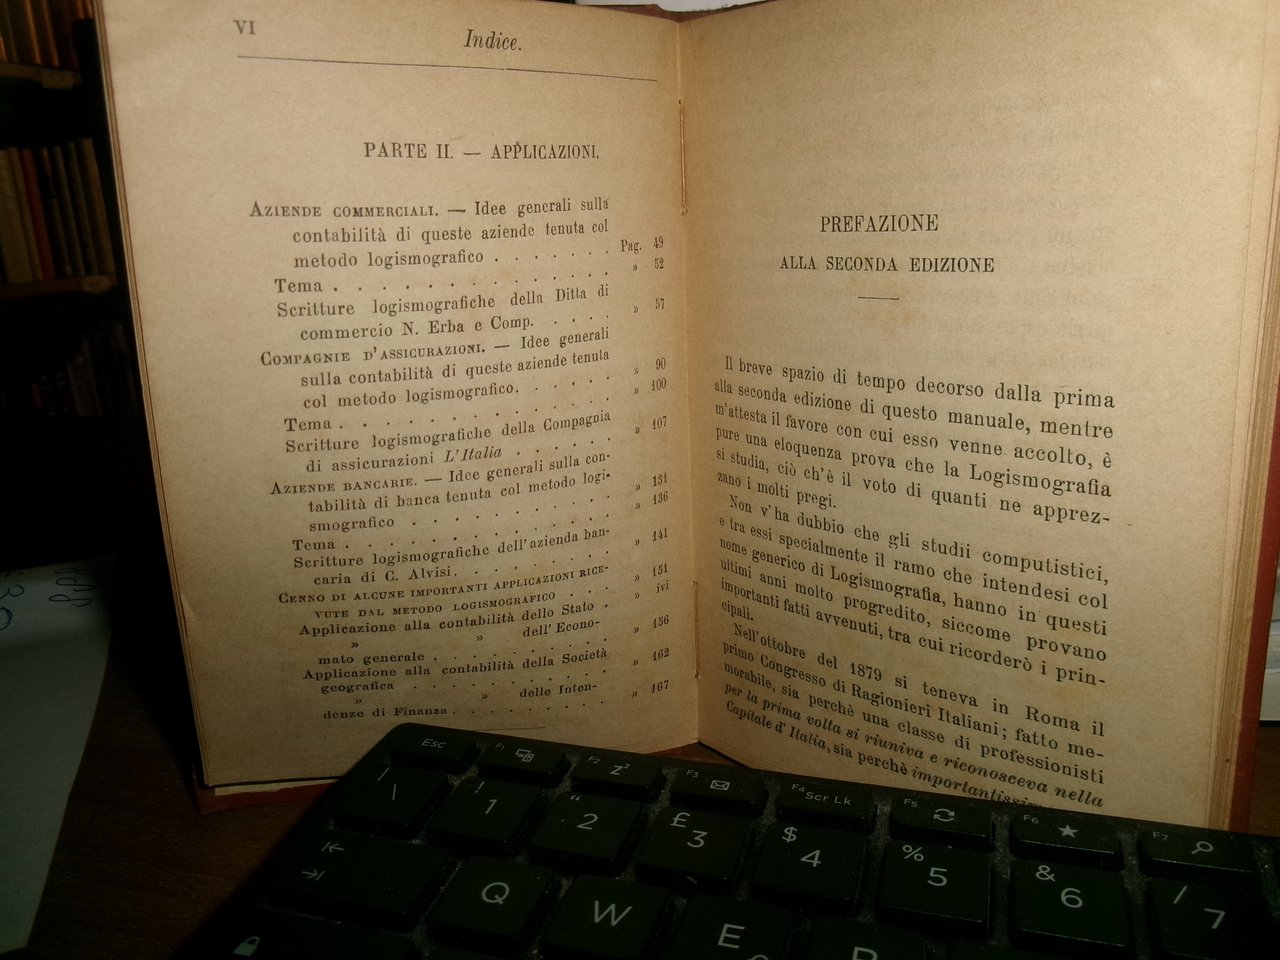 VI
Indice.
PARTE II. — APPLICAZIONI.
AZIENDE COMMERCIALI. — Idee generali sulla
contabilità di queste aziende tenuta col
metodo logismografico . . . . . . . Pag. 49
Tema . . . . . . . . . . . » 52
Scritture logismografiche della Ditta di
commercio N. Erba e Comp. . . . . » 57
COMPAGNIE D'ASSICURAZIONI. — Idee generali
sulla contabilità di queste aziende tenuta
col metodo logismografico. . . . . . » 90
Tema . . . . . . . . . . . » 100
Scritture logismografiche della Compagnia
di assicurazioni L'Italia . . . . . . » 107
AZIENDE BANCARIE. — Idee generali sulla con-
tabilità di banca tenuta col metodo logi-
smografico . . . . . . . . . » 131
Tema . . . . . . . . . . . » 136
Scritture logismografiche dell'azienda ban-
caria di C. Alvisi. . . . . . . . » 141
CENNO DI ALCUNE IMPORTANTI APPLICAZIONI RICE-
VUTE DAL METODO LOGISMOGRAFICO . . . » 151
Applicazione alla contabilità dello Stato . » ivi
» » dell'Econo-
mato generale . . . . . . . . . » 156
Applicazione alla contabilità della Società
geografica . . . . . . . . . » 162
» » delle Inten-
denze di Finanza . . . . . . . . » 167
PREFAZIONE
ALLA SECONDA EDIZIONE
Il breve spazio di tempo decorso dalla prima
alla seconda edizione di questo manuale, mentre
m'attesta il favore con cui esso venne accolto, è
pure una eloquenza prova che la Logismografia
si studia, ciò ch'è il voto di quanti ne apprez-
zano i molti pregi.
Non v'ha dubbio che gli studii computistici,
e tra essi specialmente il ramo che intendesi col
nome generico di Logismografia, hanno in questi
ultimi anni molto progredito, siccome provano
importanti fatti avvenuti, tra cui ricorderò i prin-
cipali.
Nell'ottobre del 1879 si teneva in Roma il
primo Congresso di Ragionieri Italiani; fatto me-
morabile, sia perchè una classe di professionisti
per la prima volta si riuniva e riconosceva nella
Capitale d'Italia, sia perchè
Esc F1 F2 F3 F4 Scr Lk F5 F6 F7
| \ ! 1 " 2 £ 3 $ 4 % 5 & 6 / 7
Q W E R